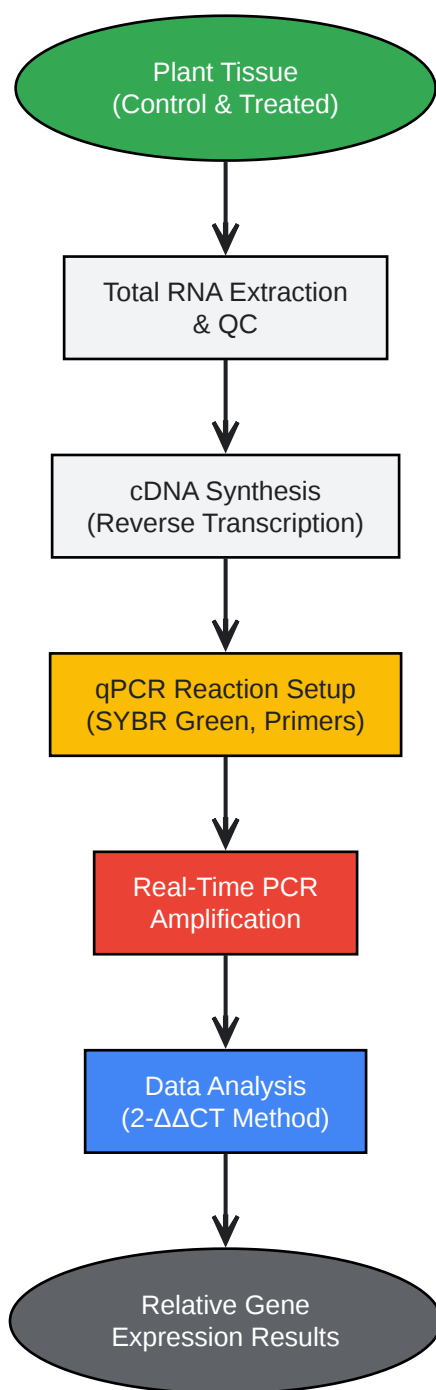 Plant Tissue
(Control & Treated)
Total RNA Extraction
& QC
cDNA Synthesis
(Reverse Transcription)
qPCR Reaction Setup
(SYBR Green, Primers)
Real-Time PCR
Amplification
Data Analysis
(2-ΔΔCT Method)
Relative Gene
Expression Results